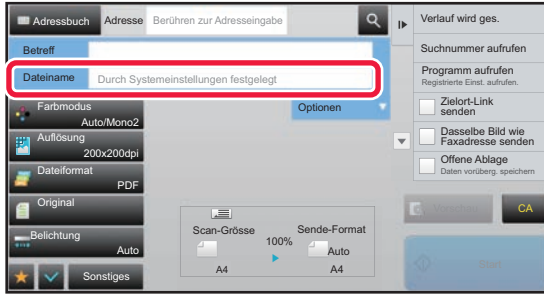 Adressbuch
Adresse
Berühren zur Adresseingabe
Verlauf wird ges.
Betreff
Suchnummer aufrufen
Dateiname
Durch Systemeinstellungen festgelegt
Programm aufrufen
Registrierte Einst. aufrufen.
Farbmodus
Auto/Mono2
Optionen
Zielort-Link
senden
Auflösung
200x200dpi
Dasselbe Bild wie
Faxadresse senden
Dateiformat
PDF
Offene Ablage
Daten vorüberg. speichern
Original
Scan-Grösse
100%
Sende-Format
Auto
A4
A4
CA
Belichtung
Auto
Sonstiges
Start